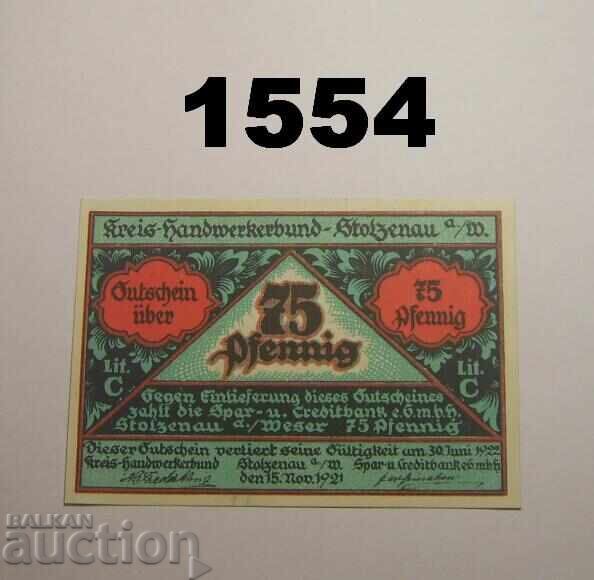 1554
Kreis-Handwerkerbund-Stolzenau a/W.
Gutschein über
75 Pfennig
75 Pfennig
Lit. C
Lit. C
Gegen Einlieferung dieses Gutscheines
zahlt die Spar- u. Creditbank e.G.m.b.H.
Stolzenau a/Weser 75 Pfennig
Dieser Gutschein verliert seine Gültigkeit am 30. Juni 1922
Kreis-Handwerkerbund Stolzenau a/W. Spar-u Creditbank e.G.m.b.H.
den 15. Nov. 1921
BALKAN
auction